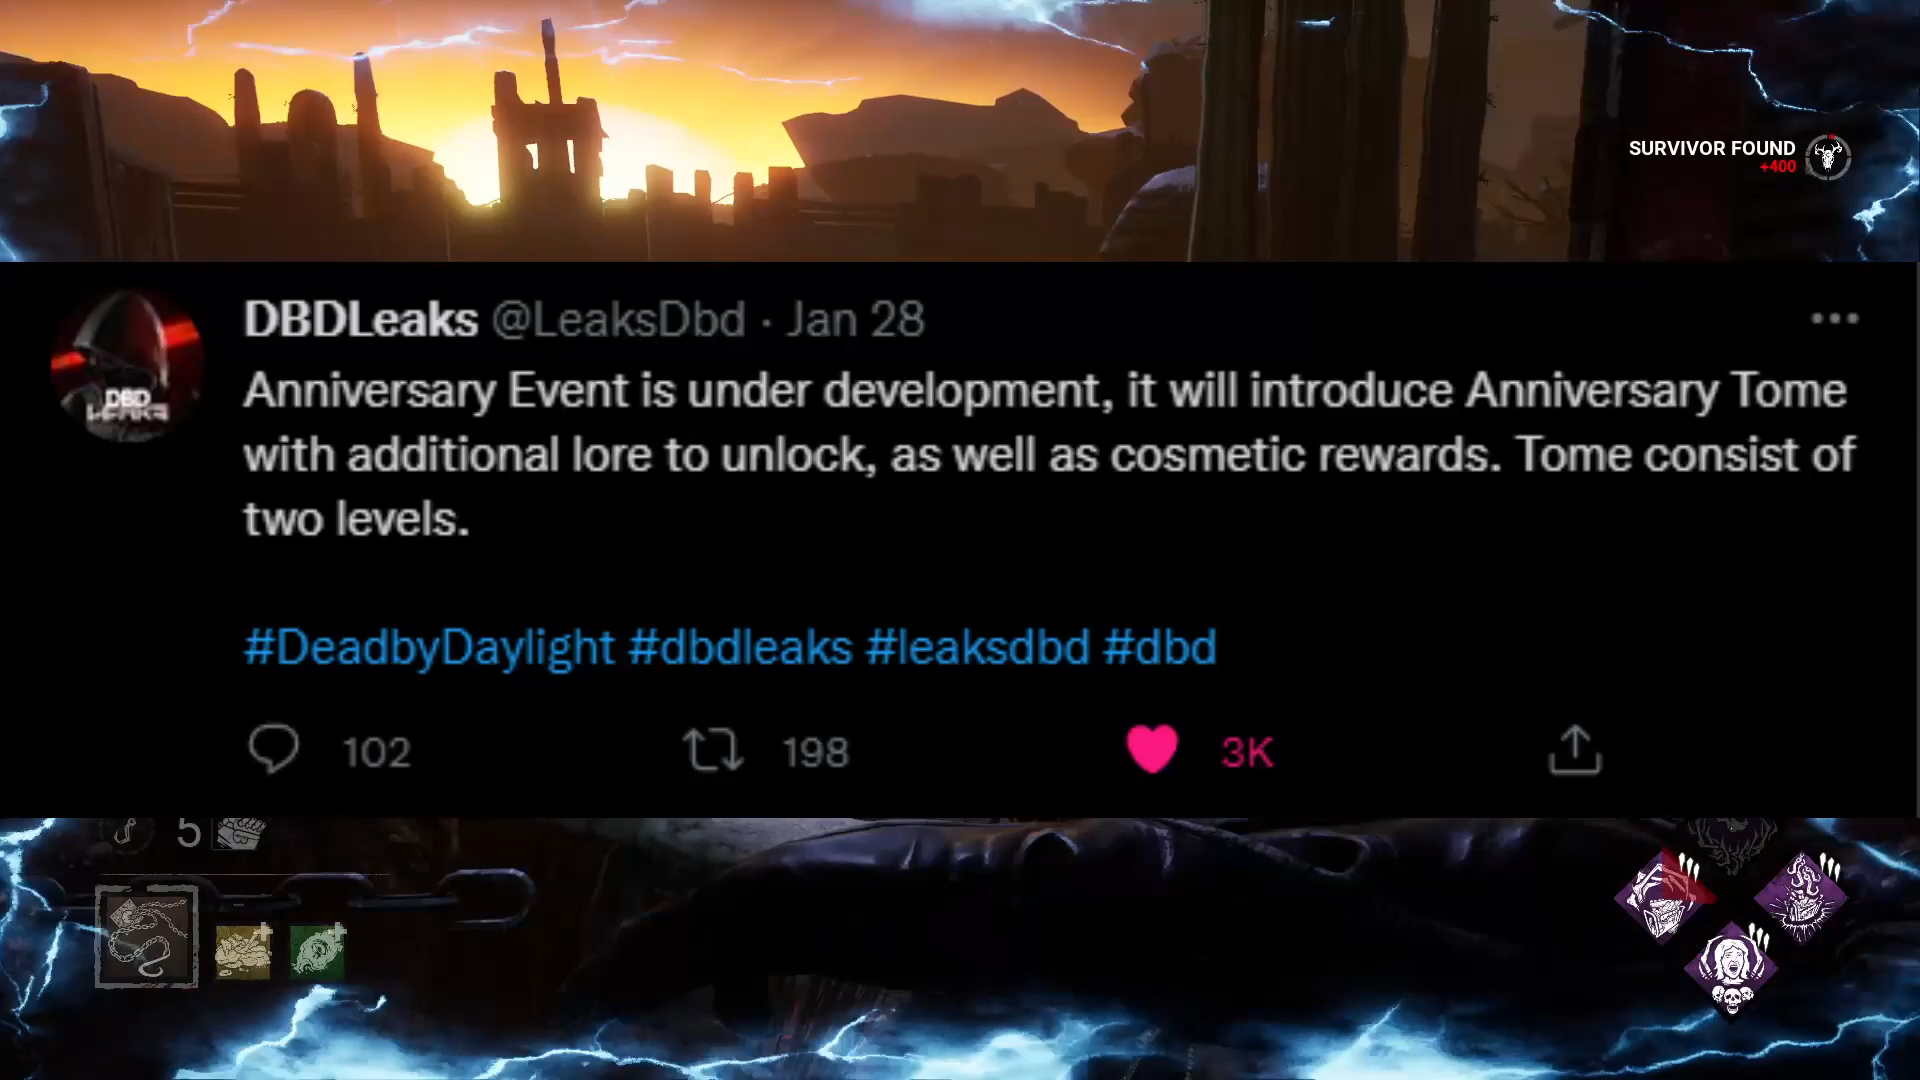 SURVIVOR FOUND
+400
DBDLeaks @LeaksDbd · Jan 28
Anniversary Event is under development, it will introduce Anniversary Tome
with additional lore to unlock, as well as cosmetic rewards. Tome consist of
two levels.
#DeadbyDaylight #dbdleaks #leaksdbd #dbd
102 198 3K
DBD
LEAKS
5